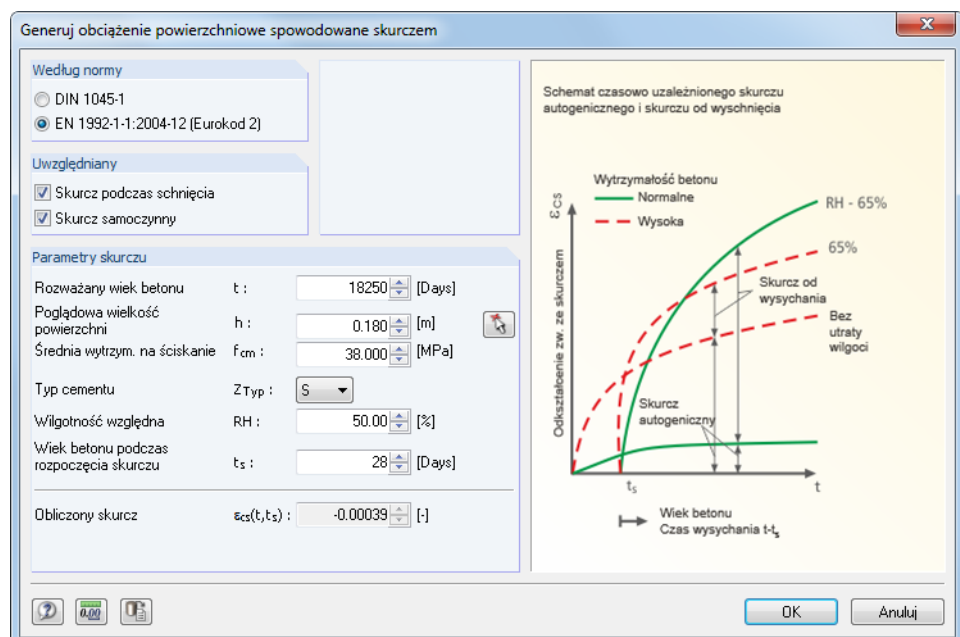 Generuj obciążenie powierzchniowe spowodowane skurczem
Według normy
DIN 1045-1
EN 1992-1-1:2004-12 (Eurokod 2)
Uwzględniany
Skurcz podczas schnięcia
Skurcz samoczynny
Parametry skurczu
Rozważany wiek betonu t : 18250 [Days]
Poglądowa wielkość
powierzchni h : 0.180 [m]
Średnia wytrzym. na ściskanie fcm : 38.000 [MPa]
Typ cementu ZTyp : S
Wilgotność względna RH : 50.00 [%]
Wiek betonu podczas
rozpoczęcia skurczu ts : 28 [Days]
Obliczony skurcz εcs(t,ts) : -0.00039 [-]
Schemat czasowo uzależnionego skurczu
autogenicznego i skurczu od wyschnięcia
Wytrzymałość betonu
Normalne
Wysoka
εcs
Odkształcenie zw. ze skurczem
RH - 65%
65%
Skurcz od
wysychania
Bez
utraty
wilgoci
Skurcz
autogeniczny
ts
t
Wiek betonu
Czas wysychania t-ts
0.00
OK
Anuluj